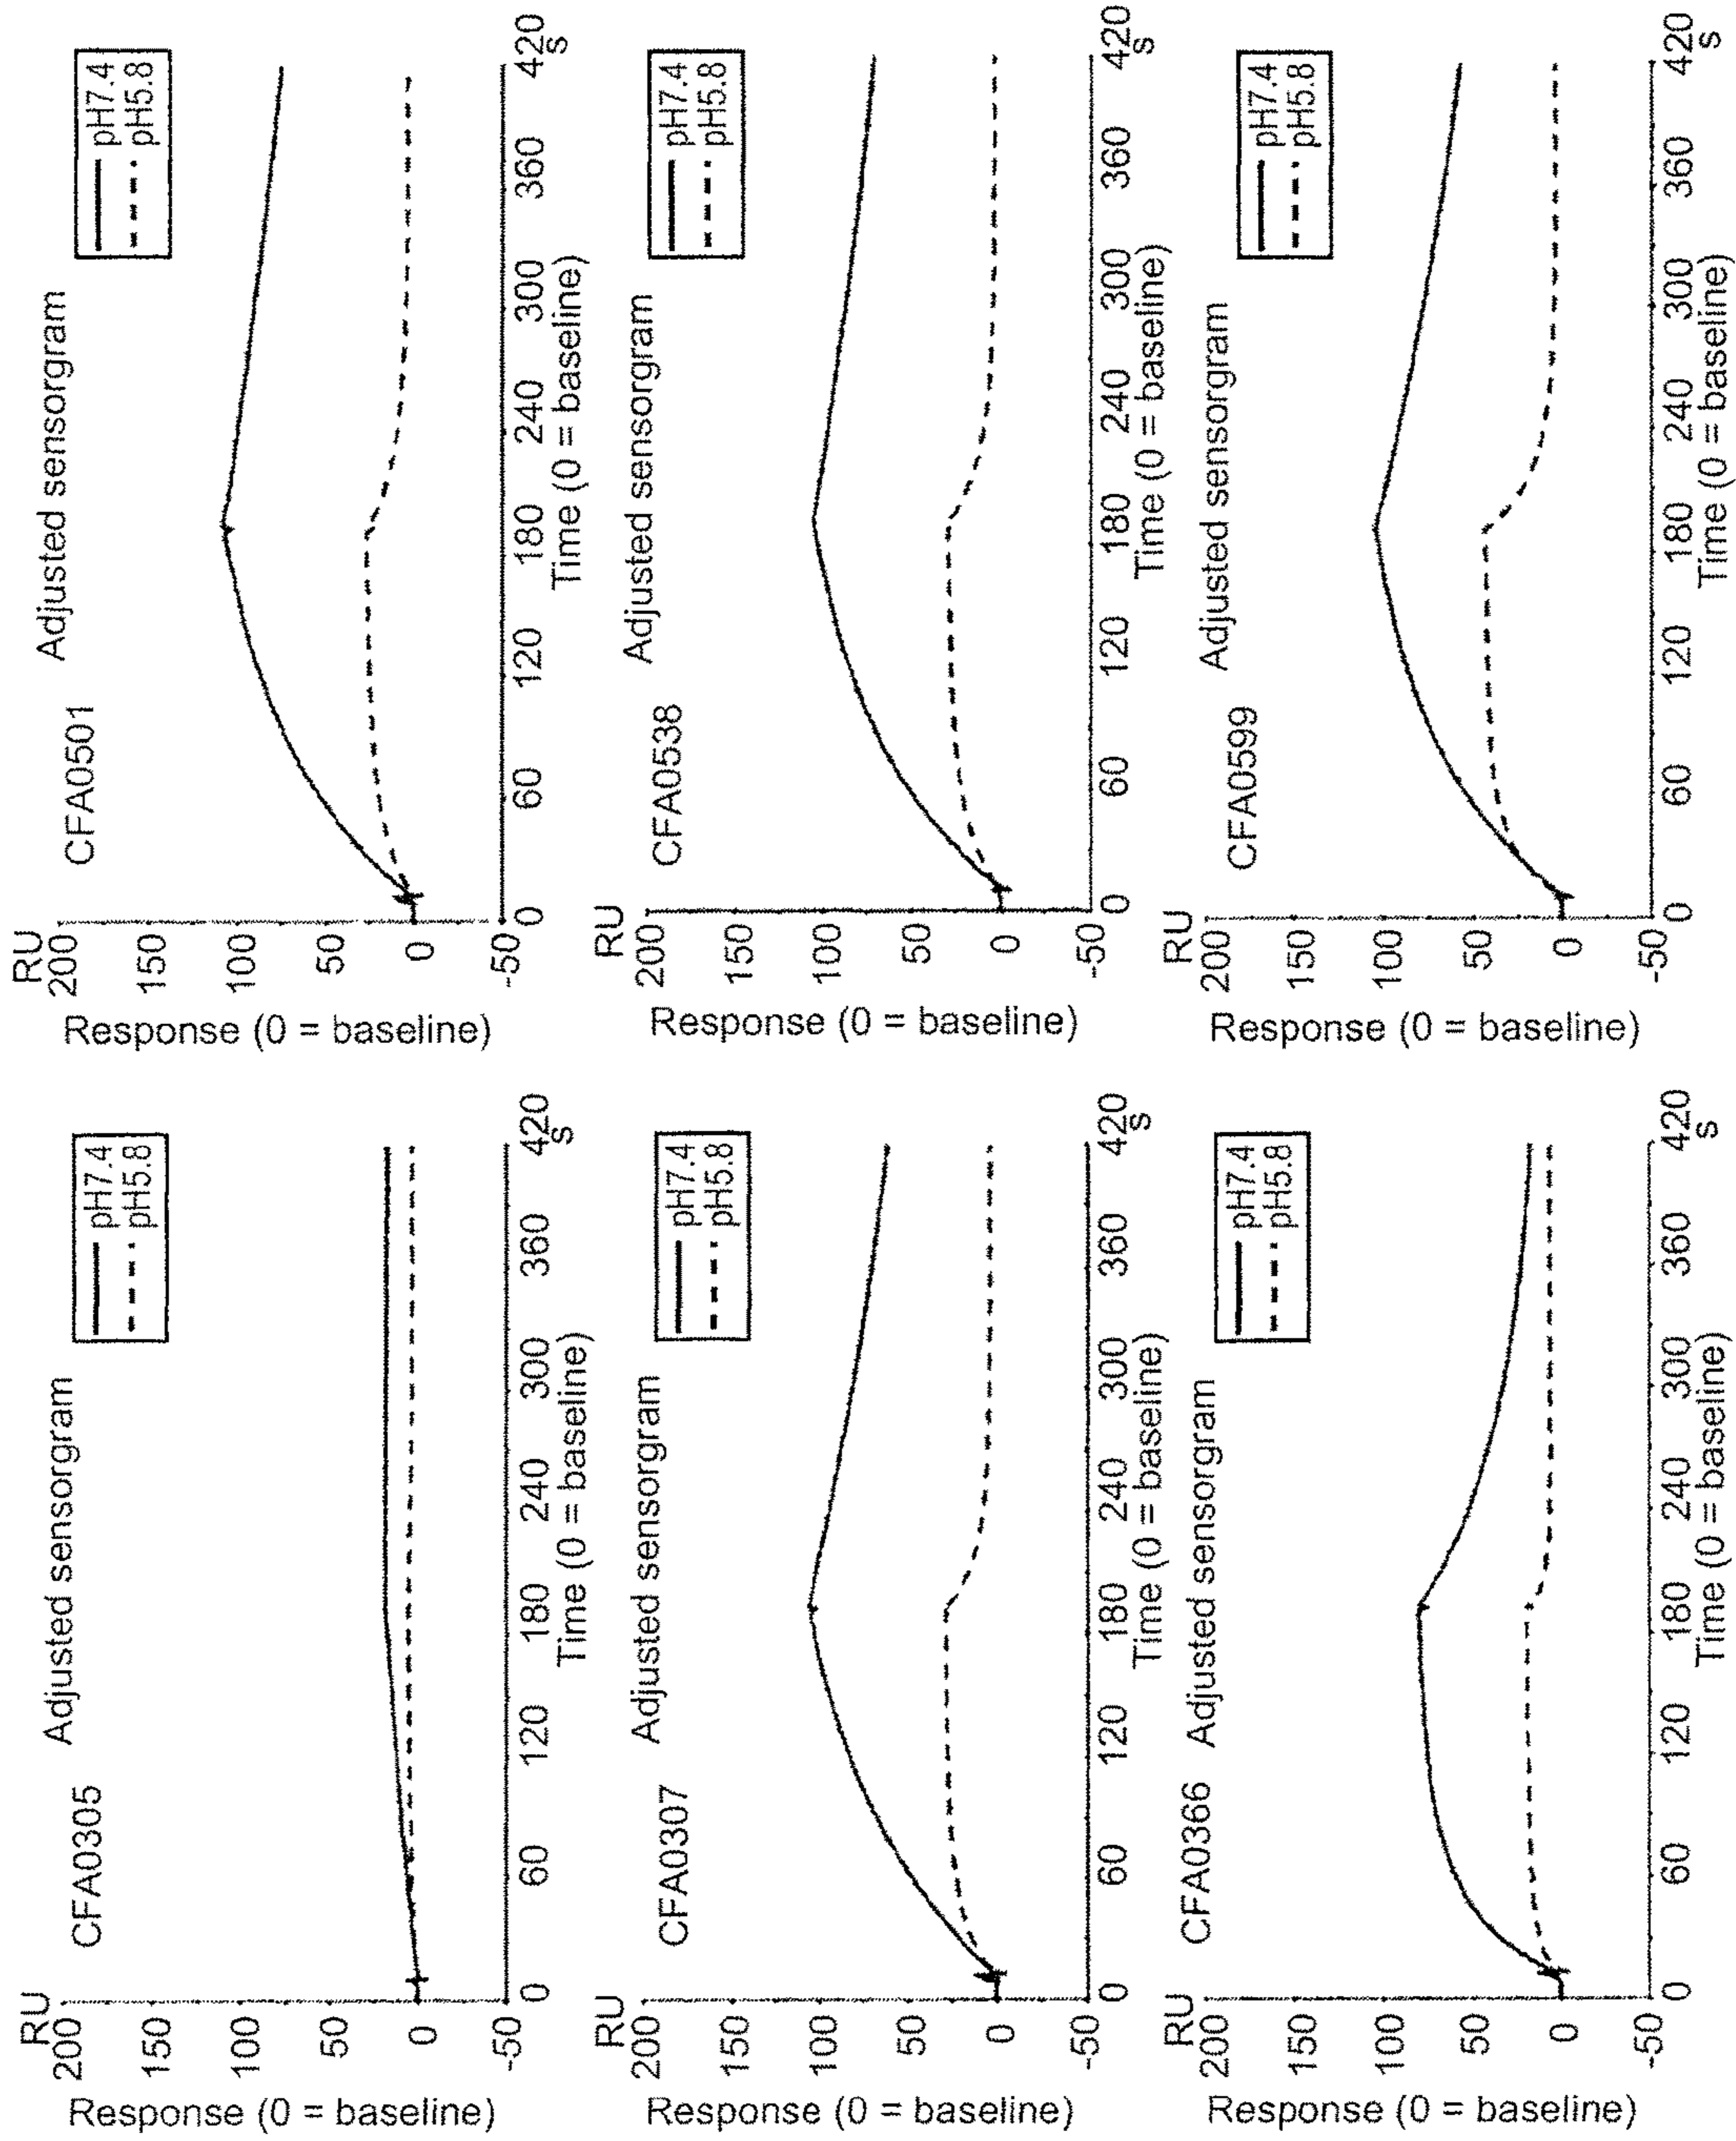 CFA0305
Adjusted sensorgram
RU
200
150
100
50
0
-50
Response (0 = baseline)
pH7.4
pH5.8
0 60 120 180 240 300 360 420
s
Time (0 = baseline)
CFA0501
Adjusted sensorgram
RU
200
150
100
50
0
-50
Response (0 = baseline)
pH7.4
pH5.8
0 60 120 180 240 300 360 420
s
Time (0 = baseline)
CFA0307
Adjusted sensorgram
RU
200
150
100
50
0
-50
Response (0 = baseline)
pH7.4
pH5.8
0 60 120 180 240 300 360 420
s
Time (0 = baseline)
CFA0538
Adjusted sensorgram
RU
200
150
100
50
0
-50
Response (0 = baseline)
pH7.4
pH5.8
0 60 120 180 240 300 360 420
s
Time (0 = baseline)
CFA0366
Adjusted sensorgram
RU
200
150
100
50
0
-50
Response (0 = baseline)
pH7.4
pH5.8
0 60 120 180 240 300 360 420
s
Time (0 = baseline)
CFA0599
Adjusted sensorgram
RU
200
150
100
50
0
-50
Response (0 = baseline)
pH7.4
pH5.8
0 60 120 180 240 300 360 420
s
Time (0 = baseline)